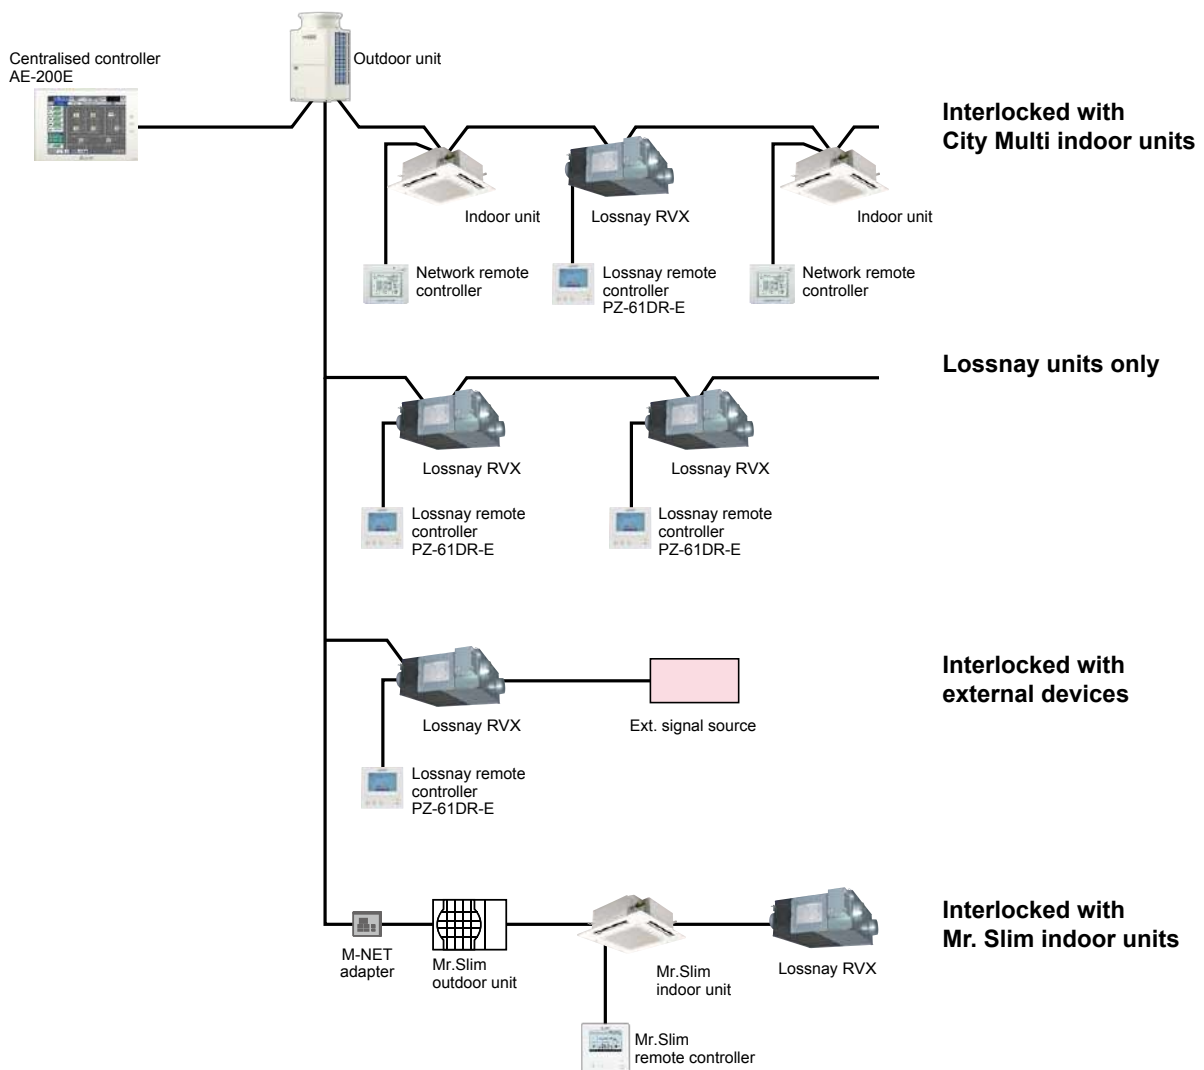 Centralised controller
AE-200E
Outdoor unit
Interlocked with
City Multi indoor units
Indoor unit
Lossnay RVX
Indoor unit
Network remote
controller
Lossnay remote
controller
PZ-61DR-E
Network remote
controller
Lossnay units only
Lossnay RVX
Lossnay RVX
Lossnay remote
controller
PZ-61DR-E
Lossnay remote
controller
PZ-61DR-E
Interlocked with
external devices
Lossnay RVX
Ext. signal source
Lossnay remote
controller
PZ-61DR-E
Interlocked with
Mr. Slim indoor units
M-NET
adapter
Mr.Slim
outdoor unit
Mr.Slim
indoor unit
Lossnay RVX
Mr.Slim
remote controller